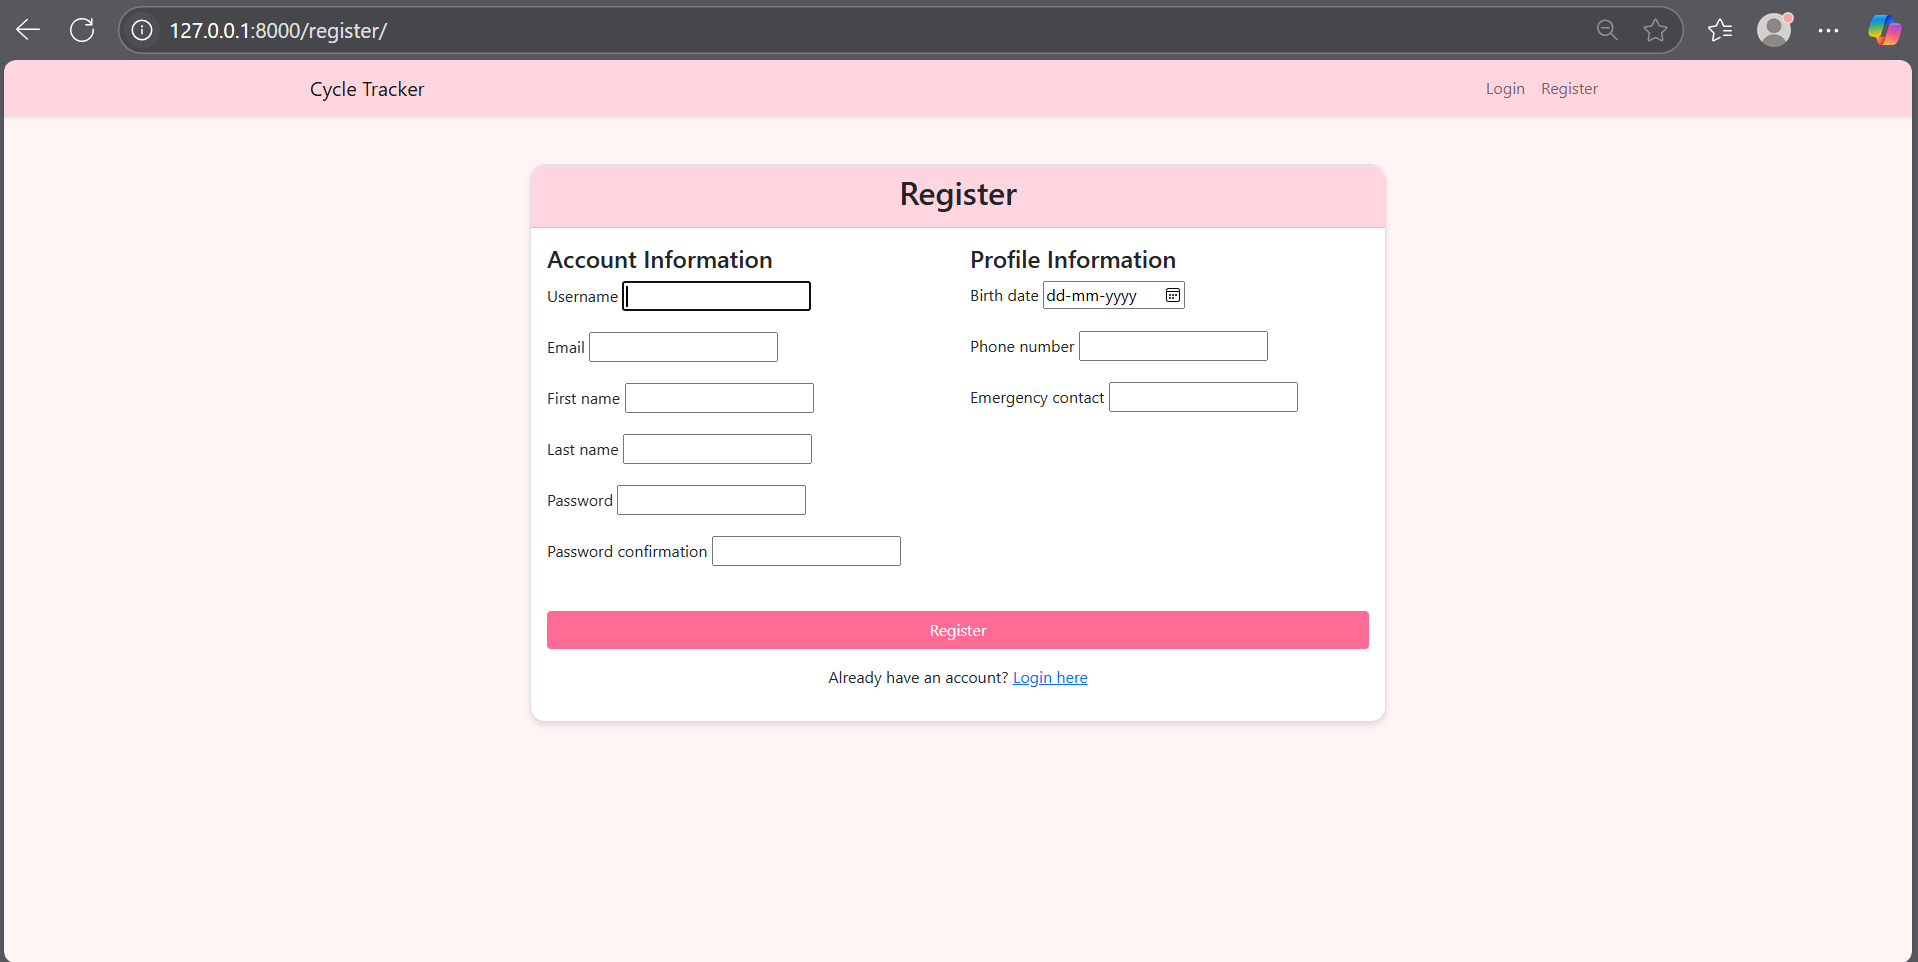 127.0.0.1:8000/register/
Cycle Tracker
Login Register
Register
Account Information
Username
Email
First name
Last name
Password
Password confirmation
Profile Information
Birth date dd-mm-yyyy
Phone number
Emergency contact
Register
Already have an account? Login here